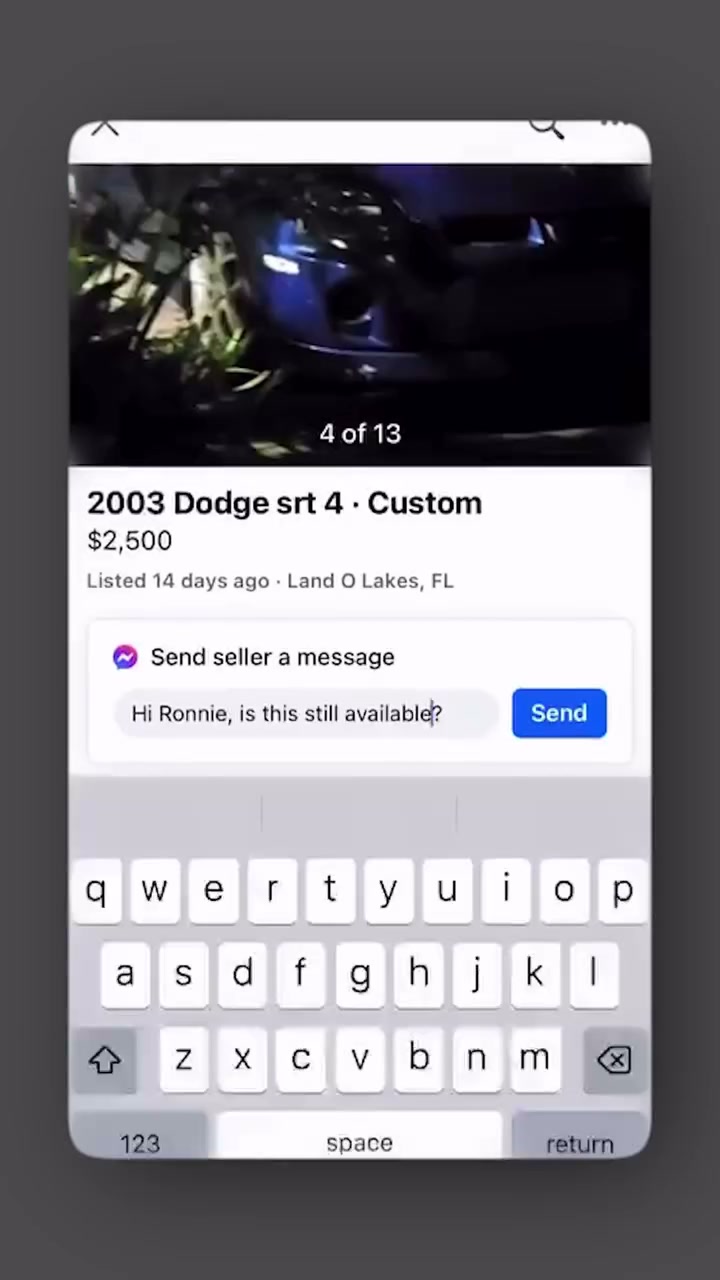 4 of 13
2003 Dodge srt 4 · Custom
$2,500
Listed 14 days ago · Land O Lakes, FL
Send seller a message
Hi Ronnie, is this still available?
Send
q w e r t y u i o p
a s d f g h j k l
z x c v b n m
123 space return